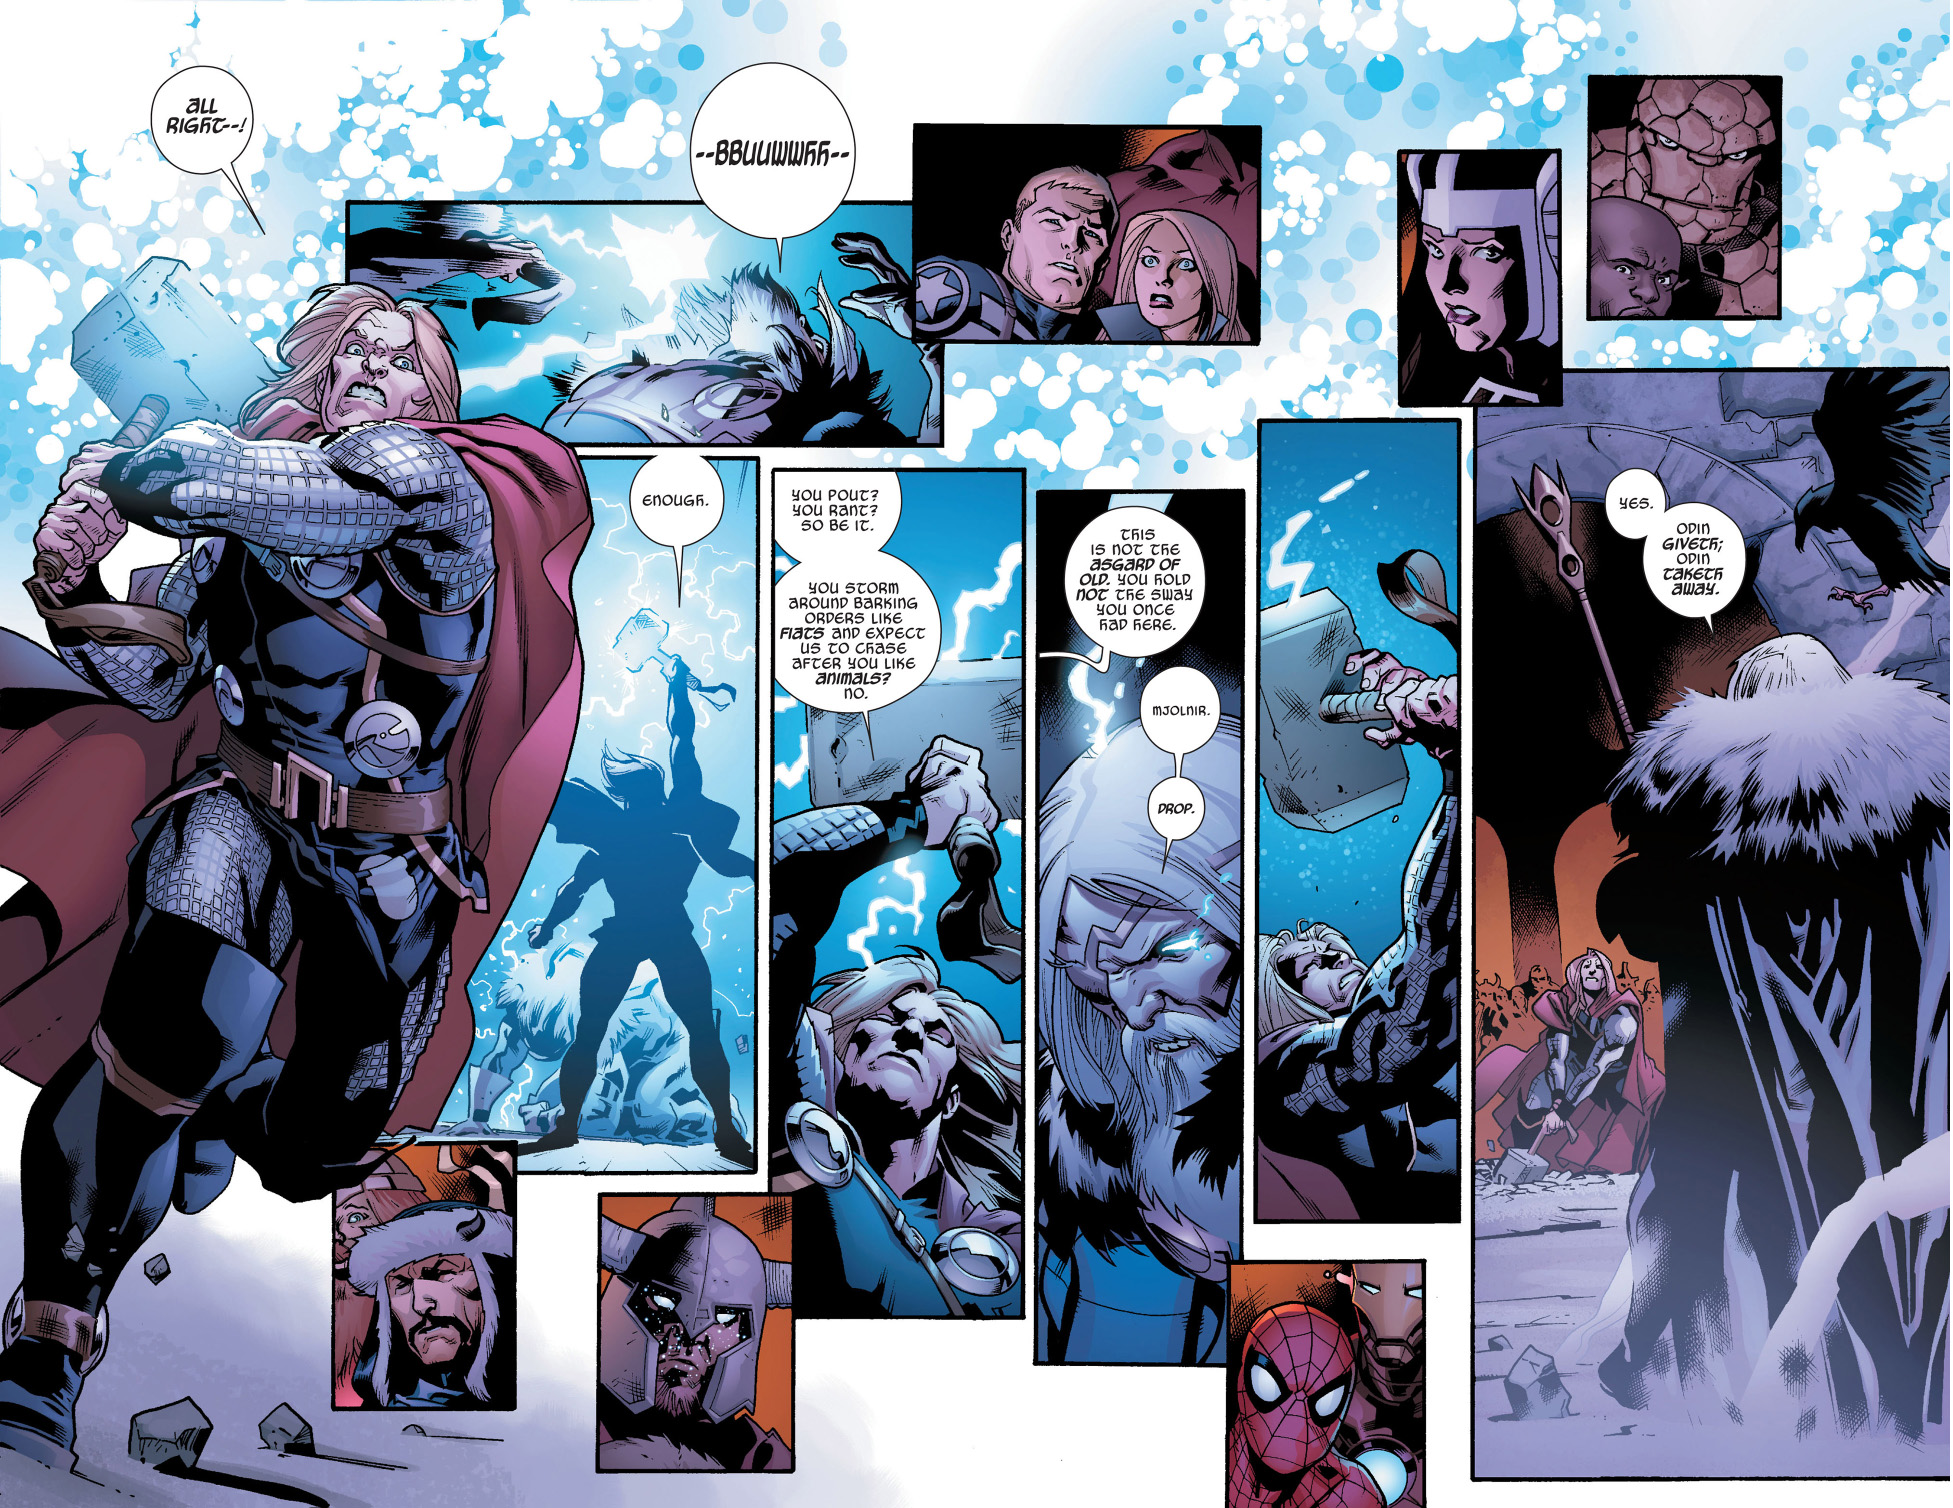 ALL
RIGHT--!
--BBUUWWHH--
ENOUGH.
YOU POUT?
YOU RANT?
SO BE IT.
YOU STORM
AROUND BARKING
ORDERS LIKE
FIATS AND EXPECT
US TO CHASE
AFTER YOU LIKE
ANIMALS?
NO.
THIS
IS NOT THE
ASGARD OF
OLD. YOU HOLD
NOT THE SWAY
YOU ONCE
HAD HERE.
MJOLNIR.
DROP.
YES.
ODIN
GIVETH;
ODIN
TAKETH
AWAY.